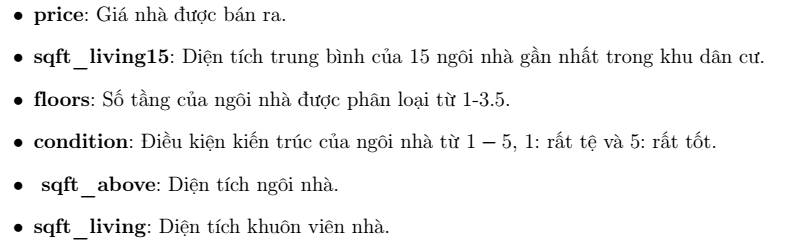 • price: Giá nhà được bán ra.
• sqft_living15: Diện tích trung bình của 15 ngôi nhà gần nhất trong khu dân cư.
• floors: Số tầng của ngôi nhà được phân loại từ 1-3.5.
• condition: Điều kiện kiến trúc của ngôi nhà từ 1 − 5, 1: rất tệ và 5: rất tốt.
• sqft_above: Diện tích ngôi nhà.
• sqft_living: Diện tích khuôn viên nhà.